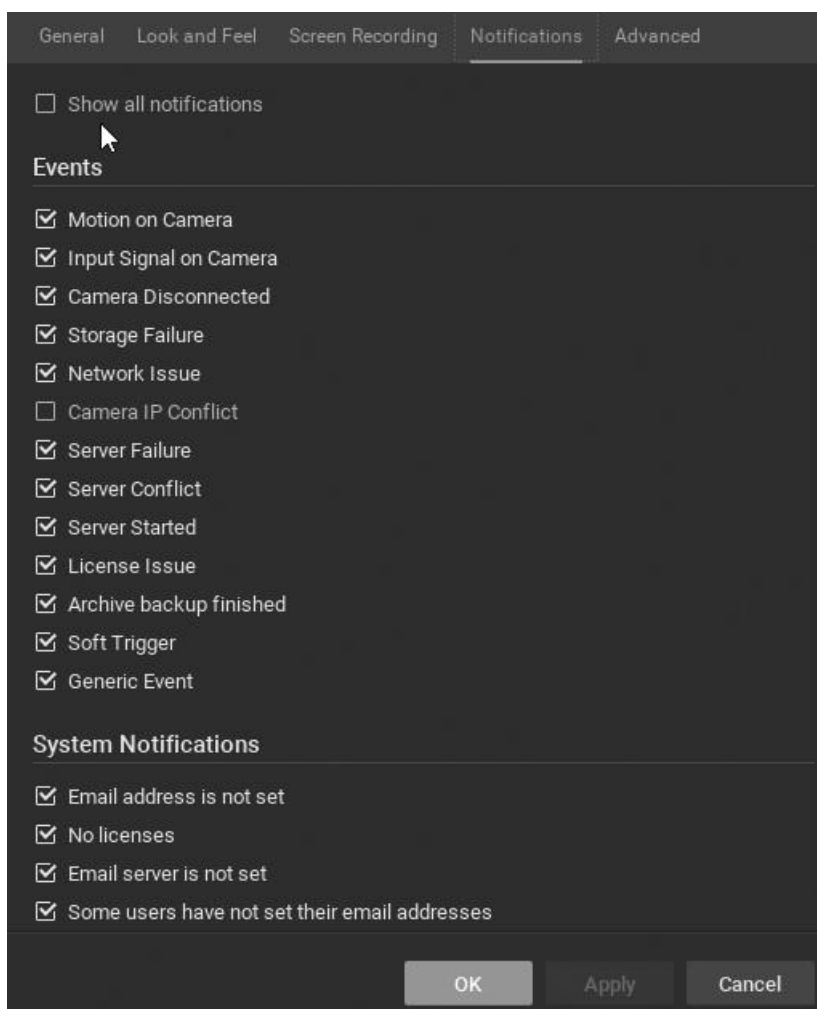 General Look and Feel Screen Recording Notifications Advanced
Show all notifications
Events
Motion on Camera
Input Signal on Camera
Camera Disconnected
Storage Failure
Network Issue
Camera IP Conflict
Server Failure
Server Conflict
Server Started
License Issue
Archive backup finished
Soft Trigger
Generic Event
System Notifications
Email address is not set
No licenses
Email server is not set
Some users have not set their email addresses
OK Apply Cancel